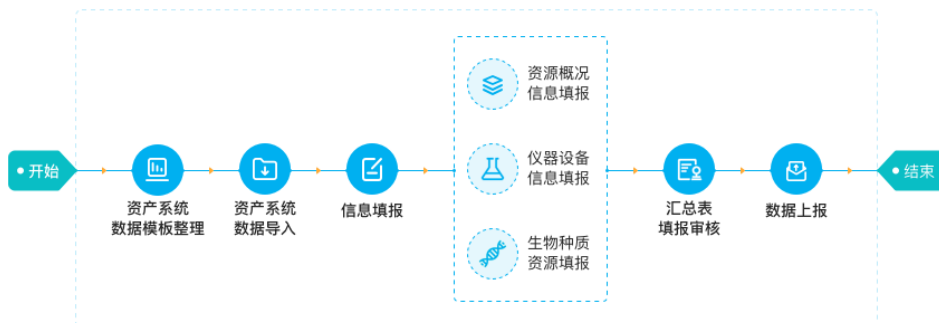 开始
资产系统
数据模板整理
资产系统
数据导入
信息填报
资源概况
信息填报
仪器设备
信息填报
生物种质
资源填报
汇总表
填报审核
数据上报
结束